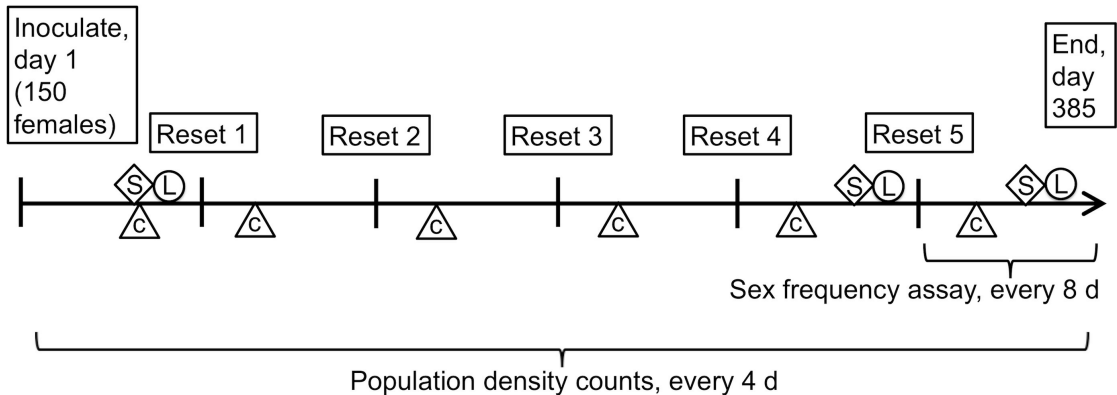 Inoculate,
day 1
(150
females)
End,
day
385
Reset 1
Reset 2
Reset 3
Reset 4
Reset 5
S L
S L
S L
c
c
c
c
c
c
Sex frequency assay, every 8 d
Population density counts, every 4 d